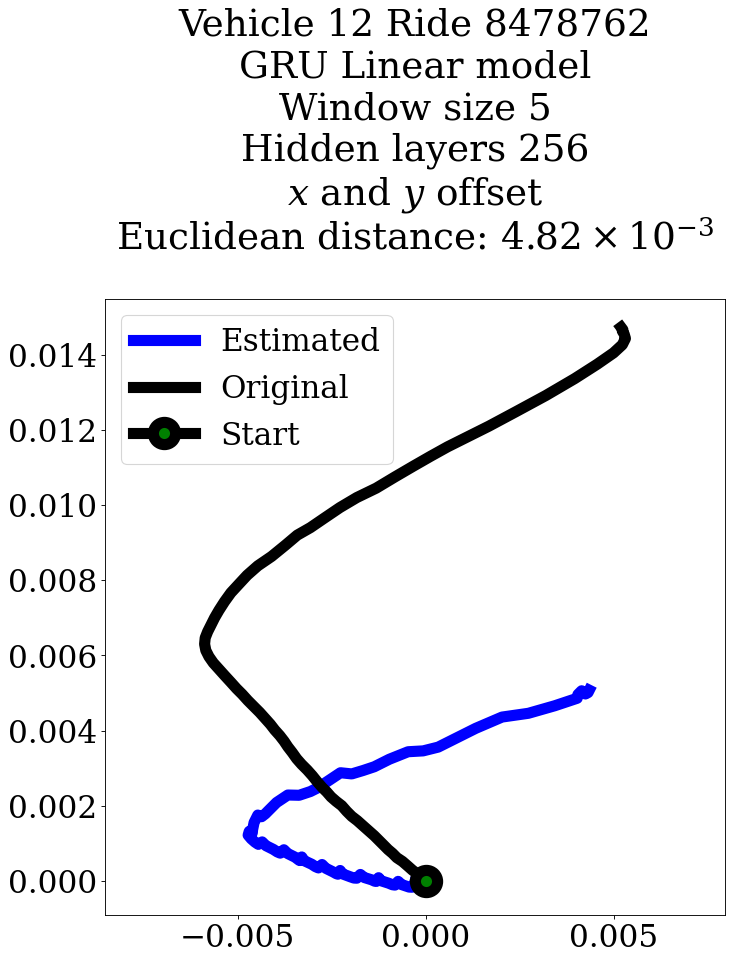 Vehicle 12 Ride 8478762
GRU Linear model
Window size 5
Hidden layers 256
x and y offset
Euclidean distance: 4.82 × 10⁻³
Estimated
Original
Start
0.014
0.012
0.010
0.008
0.006
0.004
0.002
0.000
−0.005 0.000 0.005